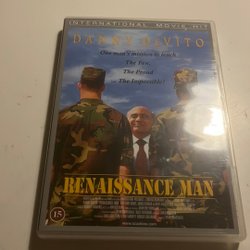 INTERNATIONAL MOVIE HIT
DANNY DEVITO
One man's mission to teach
The Few,
The Proud
The Impossible!
RENAISSANCE MAN
15